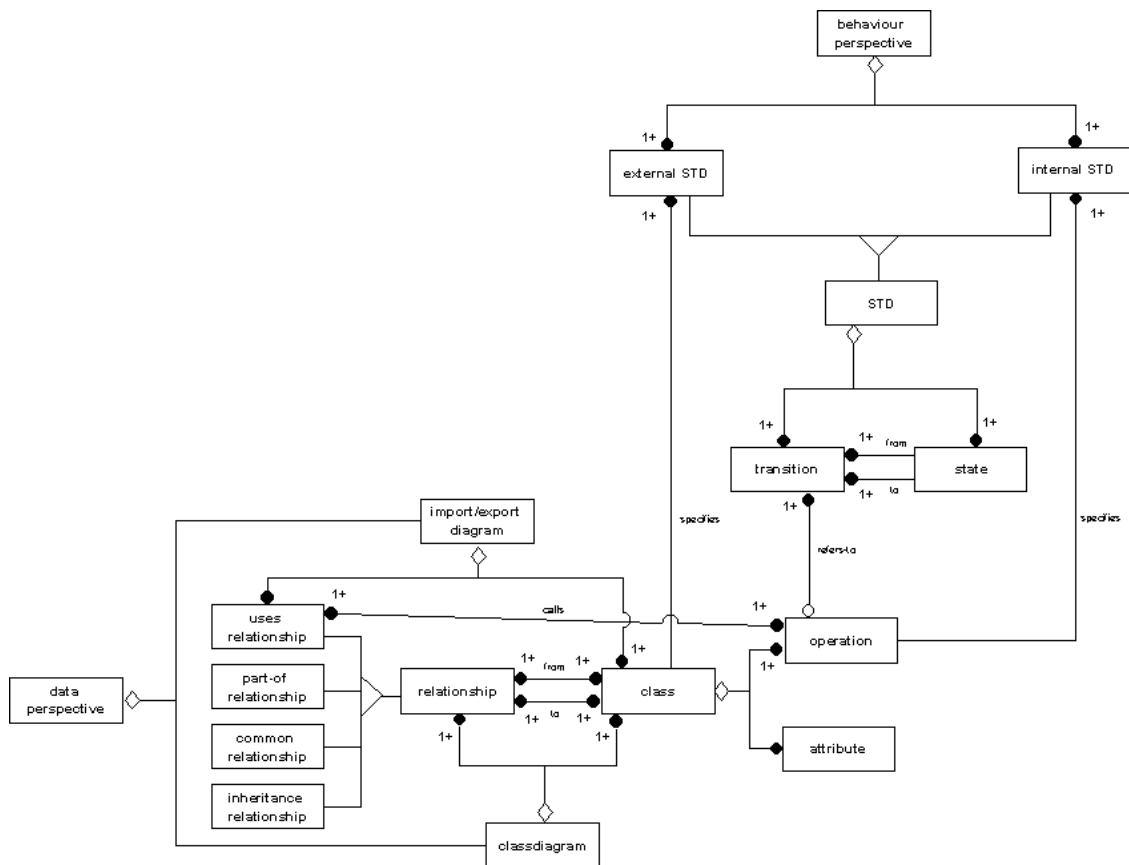 behaviour
perspective
1+
1+
external STD
internal STD
1+
1+
STD
1+
1+
1+
from
transition
state
1+
to
1+
import/export
diagram
specifies
specifies
refers-to
1+
calls
1+
uses
relationship
operation
1+
1+
1+
from
1+
part-of
relationship
data
perspective
relationship
class
1+
to
1+
1+
1+
common
relationship
attribute
inheritance
relationship
classdiagram